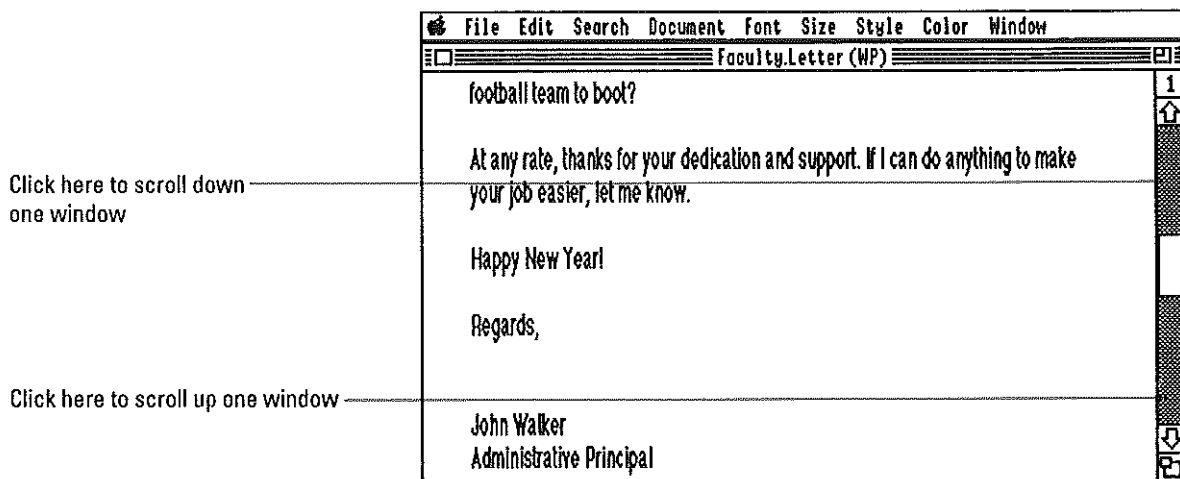 File Edit Search Document Font Size Style Color Window
Faculty.Letter (WP)
1
football team to boot?
At any rate, thanks for your dedication and support. If I can do anything to make
your job easier, let me know.
Happy New Year!
Regards,
John Walker
Administrative Principal
Click here to scroll down
one window
Click here to scroll up one window